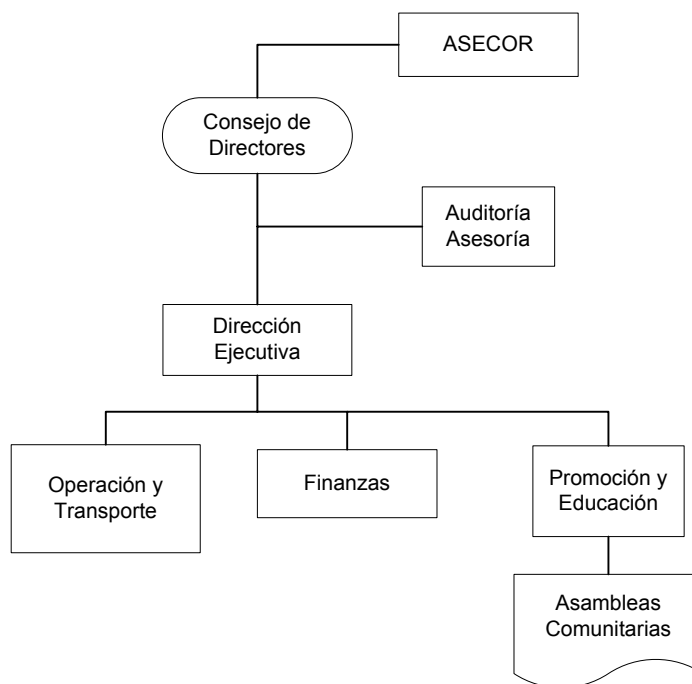 ASECOR
Consejo de
Directores
Auditoría
Asesoría
Dirección
Ejecutiva
Operación y
Transporte
Finanzas
Promoción y
Educación
Asambleas
Comunitarias